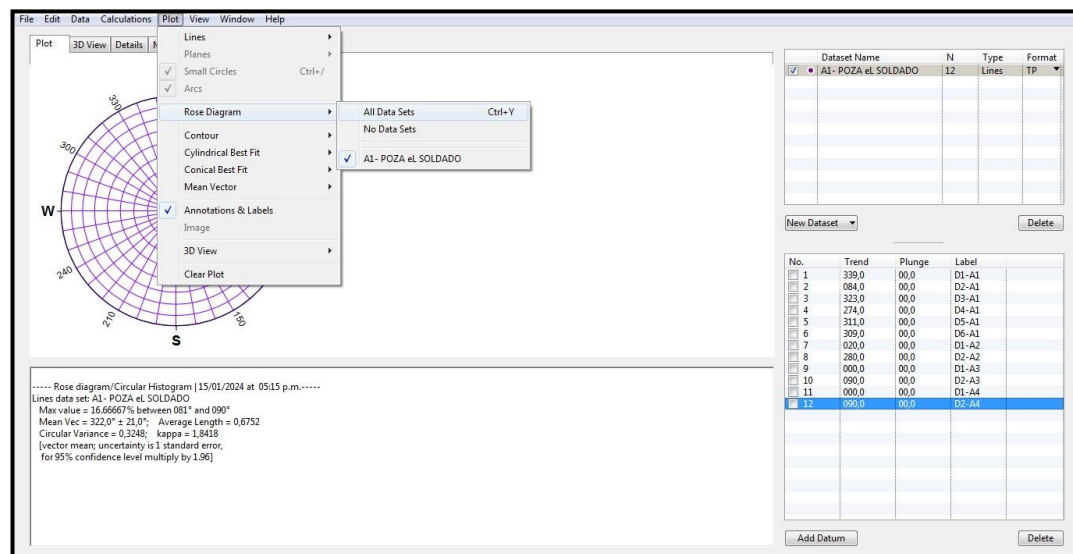 File Edit Data Calculations Plot View Window Help
Plot 3D View Details
Lines
Planes
Small Circles Ctrl+/
Arcs
Rose Diagram
Contour
Cylindrical Best Fit
Conical Best Fit
Mean Vector
Annotations & Labels
Image
3D View
Clear Plot
All Data Sets Ctrl+Y
No Data Sets
A1- POZA eL SOLDADO
330
300
W
240
210
S
150
Dataset Name N Type Format
A1- POZA eL SOLDADO 12 Lines TP
New Dataset Delete
No. Trend Plunge Label
1 339,0 00,0 D1-A1
2 084,0 00,0 D2-A1
3 323,0 00,0 D3-A1
4 274,0 00,0 D4-A1
5 311,0 00,0 D5-A1
6 309,0 00,0 D6-A1
7 020,0 00,0 D1-A2
8 280,0 00,0 D2-A2
9 000,0 00,0 D1-A3
10 090,0 00,0 D2-A3
11 000,0 00,0 D1-A4
12 090,0 00,0 D2-A4
Add Datum Delete
----- Rose diagram/Circular Histogram | 15/01/2024 at 05:15 p.m.-----
Lines data set: A1- POZA eL SOLDADO
Max value = 16.66667% between 081° and 090°
Mean Vec = 322,0° ± 21,0°; Average Length = 0,6752
Circular Variance = 0,3248; kappa = 1,8418
[vector mean; uncertainty is 1 standard error,
for 95% confidence level multiply by 1.96]